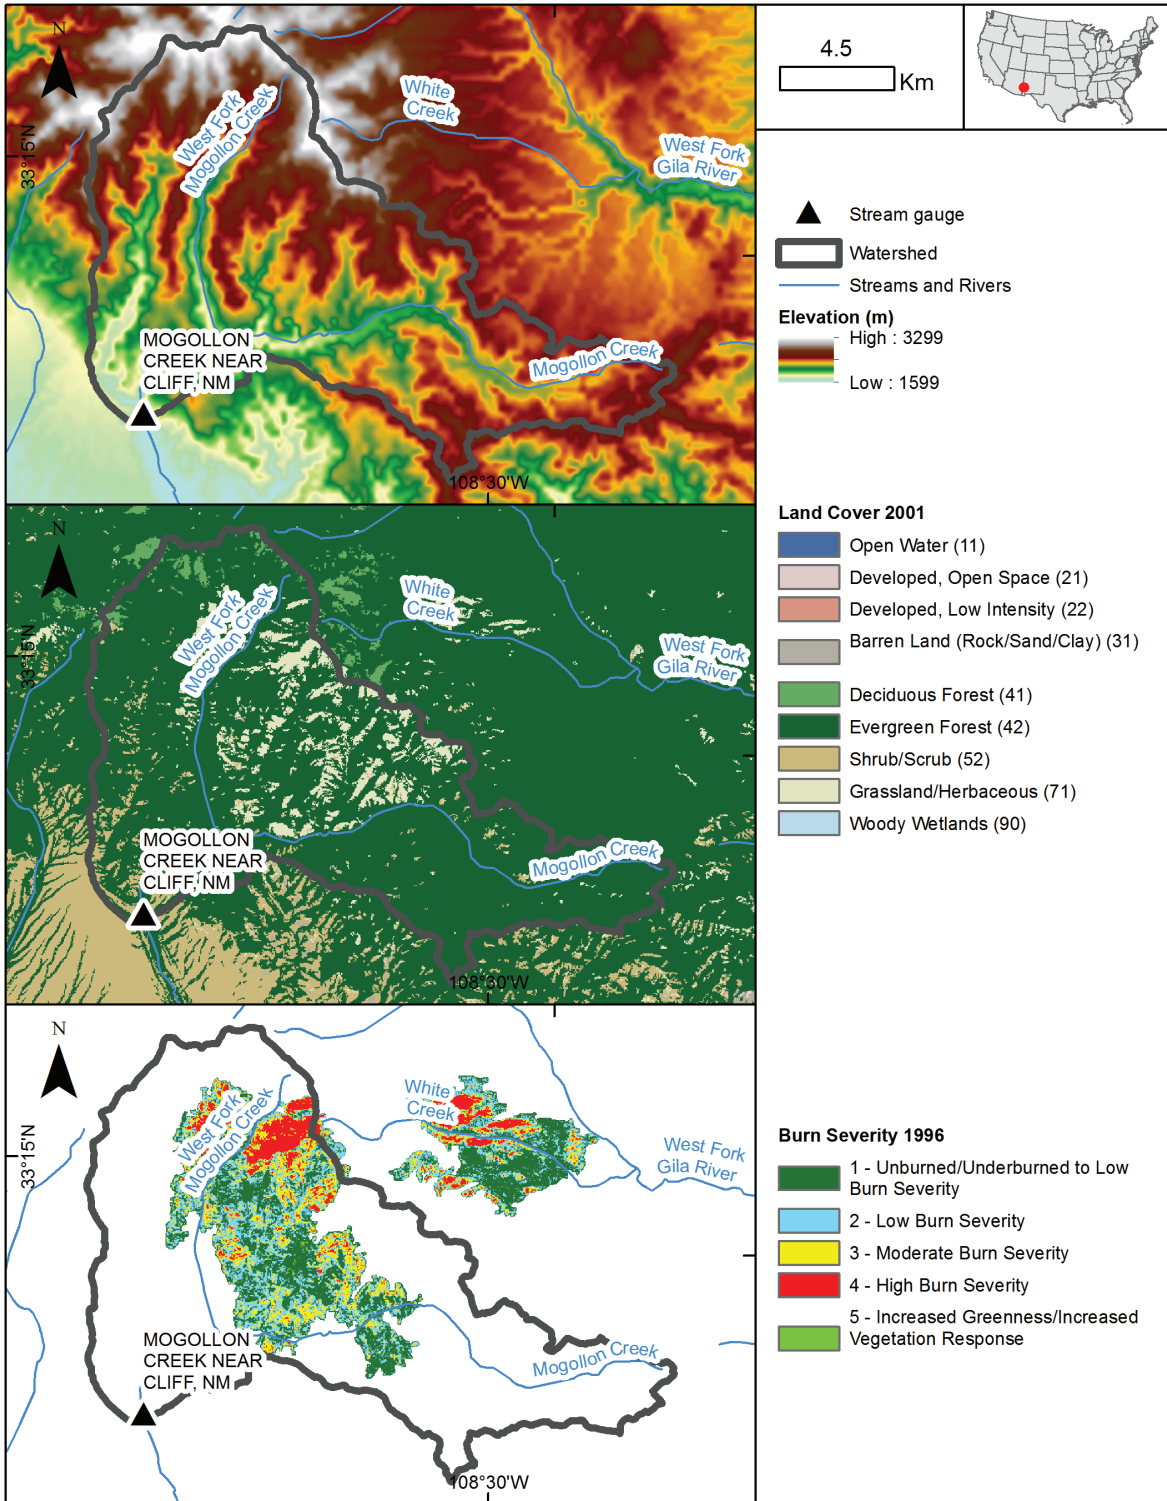 N
33°15'N
West Fork
Mogollon Creek
White
Creek
West Fork
Gila River
MOGOLLON
CREEK NEAR
CLIFF, NM
Mogollon Creek
108°30'W
4.5
Km
Stream gauge
Watershed
Streams and Rivers
Elevation (m)
High : 3299
Low : 1599
N
33°15'N
West Fork
Mogollon Creek
White
Creek
West Fork
Gila River
MOGOLLON
CREEK NEAR
CLIFF, NM
Mogollon Creek
108°30'W
Land Cover 2001
Open Water (11)
Developed, Open Space (21)
Developed, Low Intensity (22)
Barren Land (Rock/Sand/Clay) (31)
Deciduous Forest (41)
Evergreen Forest (42)
Shrub/Scrub (52)
Grassland/Herbaceous (71)
Woody Wetlands (90)
N
33°15'N
West Fork
Mogollon Creek
White
Creek
West Fork
Gila River
MOGOLLON
CREEK NEAR
CLIFF, NM
Mogollon Creek
108°30'W
Burn Severity 1996
1 - Unburned/Underburned to Low
Burn Severity
2 - Low Burn Severity
3 - Moderate Burn Severity
4 - High Burn Severity
5 - Increased Greenness/Increased
Vegetation Response